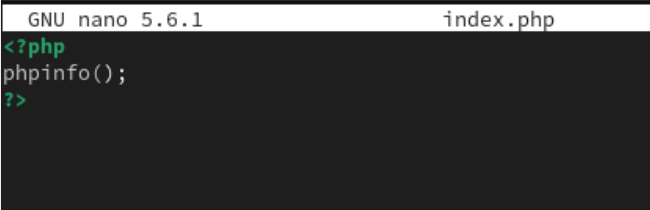 GNU nano 5.6.1 index.php
<?php
phpinfo();
?>